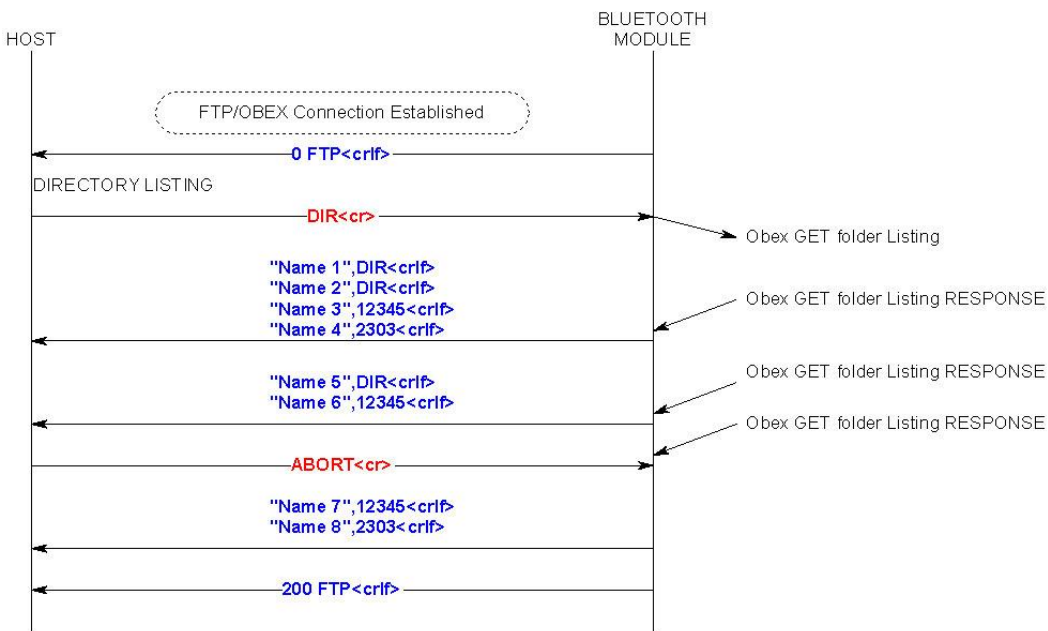 HOST
BLUETOOTH
MODULE
FTP/OBEX Connection Established
0 FTP<crlf>
DIRECTORY LISTING
DIR<cr>
Obex GET folder Listing
"Name 1",DIR<crlf>
"Name 2",DIR<crlf>
"Name 3",12345<crlf>
"Name 4",2303<crlf>
Obex GET folder Listing RESPONSE
"Name 5",DIR<crlf>
"Name 6",12345<crlf>
Obex GET folder Listing RESPONSE
Obex GET folder Listing RESPONSE
ABORT<cr>
"Name 7",12345<crlf>
"Name 8",2303<crlf>
200 FTP<crlf>